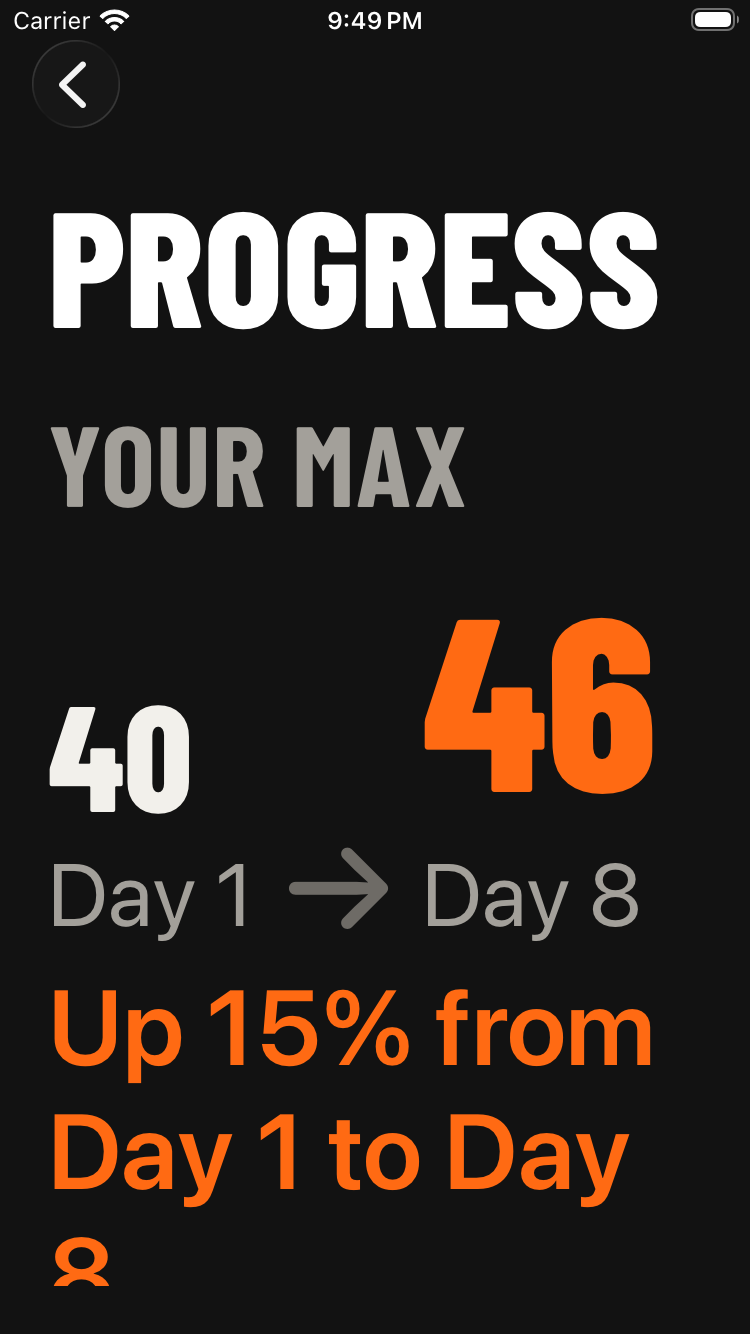 Carrier 9:49 PM
PROGRESS
YOUR MAX
40 46
Day 1 Day 8
Up 15% from
Day 1 to Day
8